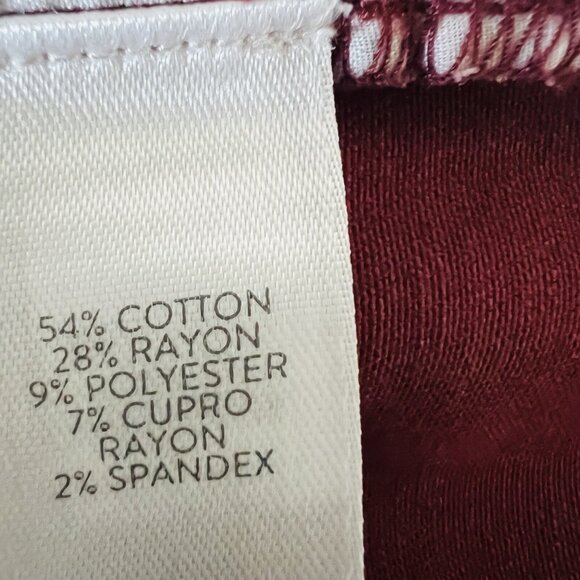 54% COTTON
28% RAYON
9% POLYESTER
7% CUPRO
RAYON
2% SPANDEX